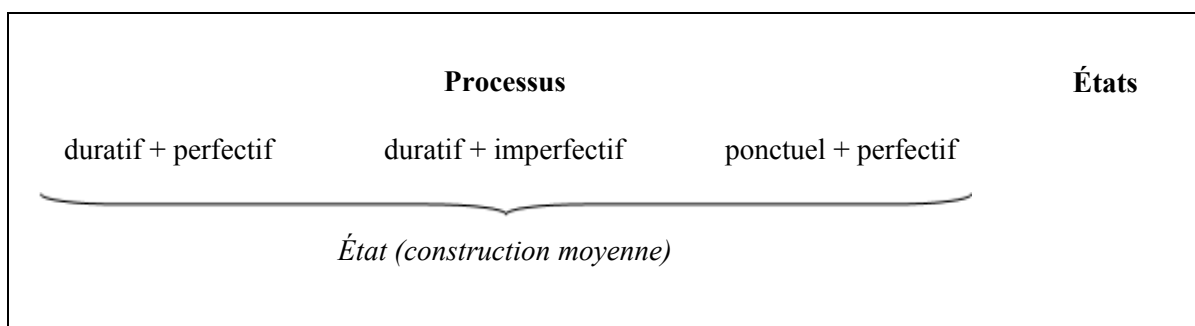 Processus États
duratif + perfectif duratif + imperfectif ponctuel + perfectif
État (construction moyenne)